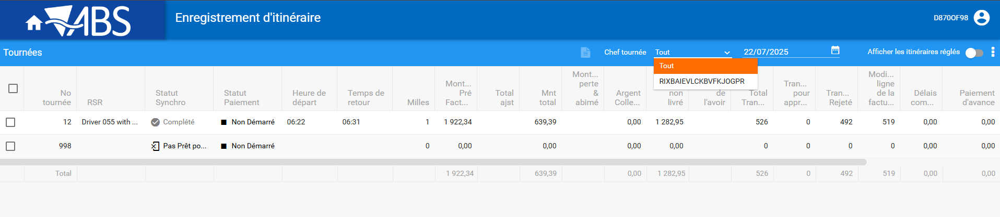 ABS
Enregistrement d'itinéraire
D870OF98
Tournées
Chef tournée
Tout
22/07/2025
Afficher les itinéraires réglés
Tout
RIXBAIEVLCKBVFKJOGPR
No
tournée
RSR
Statut
Synchro
Statut
Paiement
Heure de
départ
Temps de
retour
Milles
Mont...
Pré
Fact...
Total
ajst
Mnt
total
Mont...
perte
&
abimé
Argent
Colle...
non
livré
de
l'avoir
Total
Tran...
Tran...
pour
appr...
Tran...
Rejeté
Modi...
ligne
de la
factu...
Délais
com...
Paiement
d'avance
12 Driver 055 with ... Complété Non Démarré 06:22 06:31 1 1 922,34 639,39 0,00 1 282,95 526 0 492 519 0,00 0,00
998 Pas Prêt po... Non Démarré 0 0,00 0,00 0,00 0,00 0 0 0 0 0,00 0,00
Total 1 922,34 639,39 0,00 1 282,95 526 0 492 519 0,00 0,00